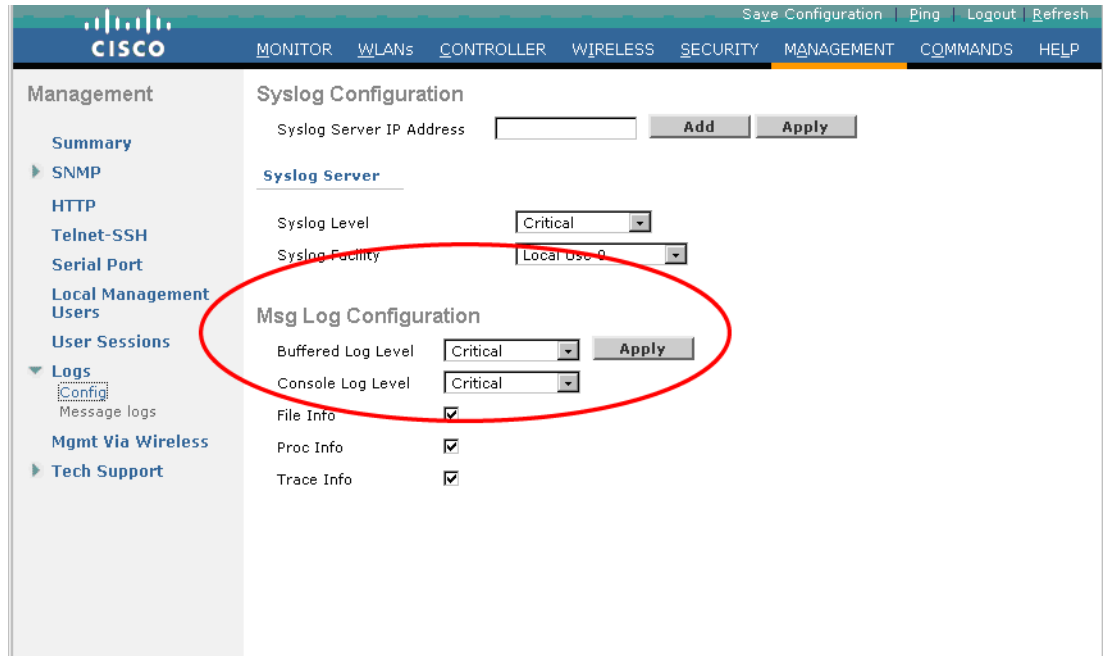 Save Configuration | Ping | Logout | Refresh
CISCO
MONITOR WLANs CONTROLLER WIRELESS SECURITY MANAGEMENT COMMANDS HELP
Management
Summary
SNMP
HTTP
Telnet-SSH
Serial Port
Local Management
Users
User Sessions
Logs
Config
Message logs
Mgmt Via Wireless
Tech Support
Syslog Configuration
Syslog Server IP Address Add Apply
Syslog Server
Syslog Level Critical
Syslog Facility Local Use 0
Msg Log Configuration
Buffered Log Level Critical Apply
Console Log Level Critical
File Info
Proc Info
Trace Info